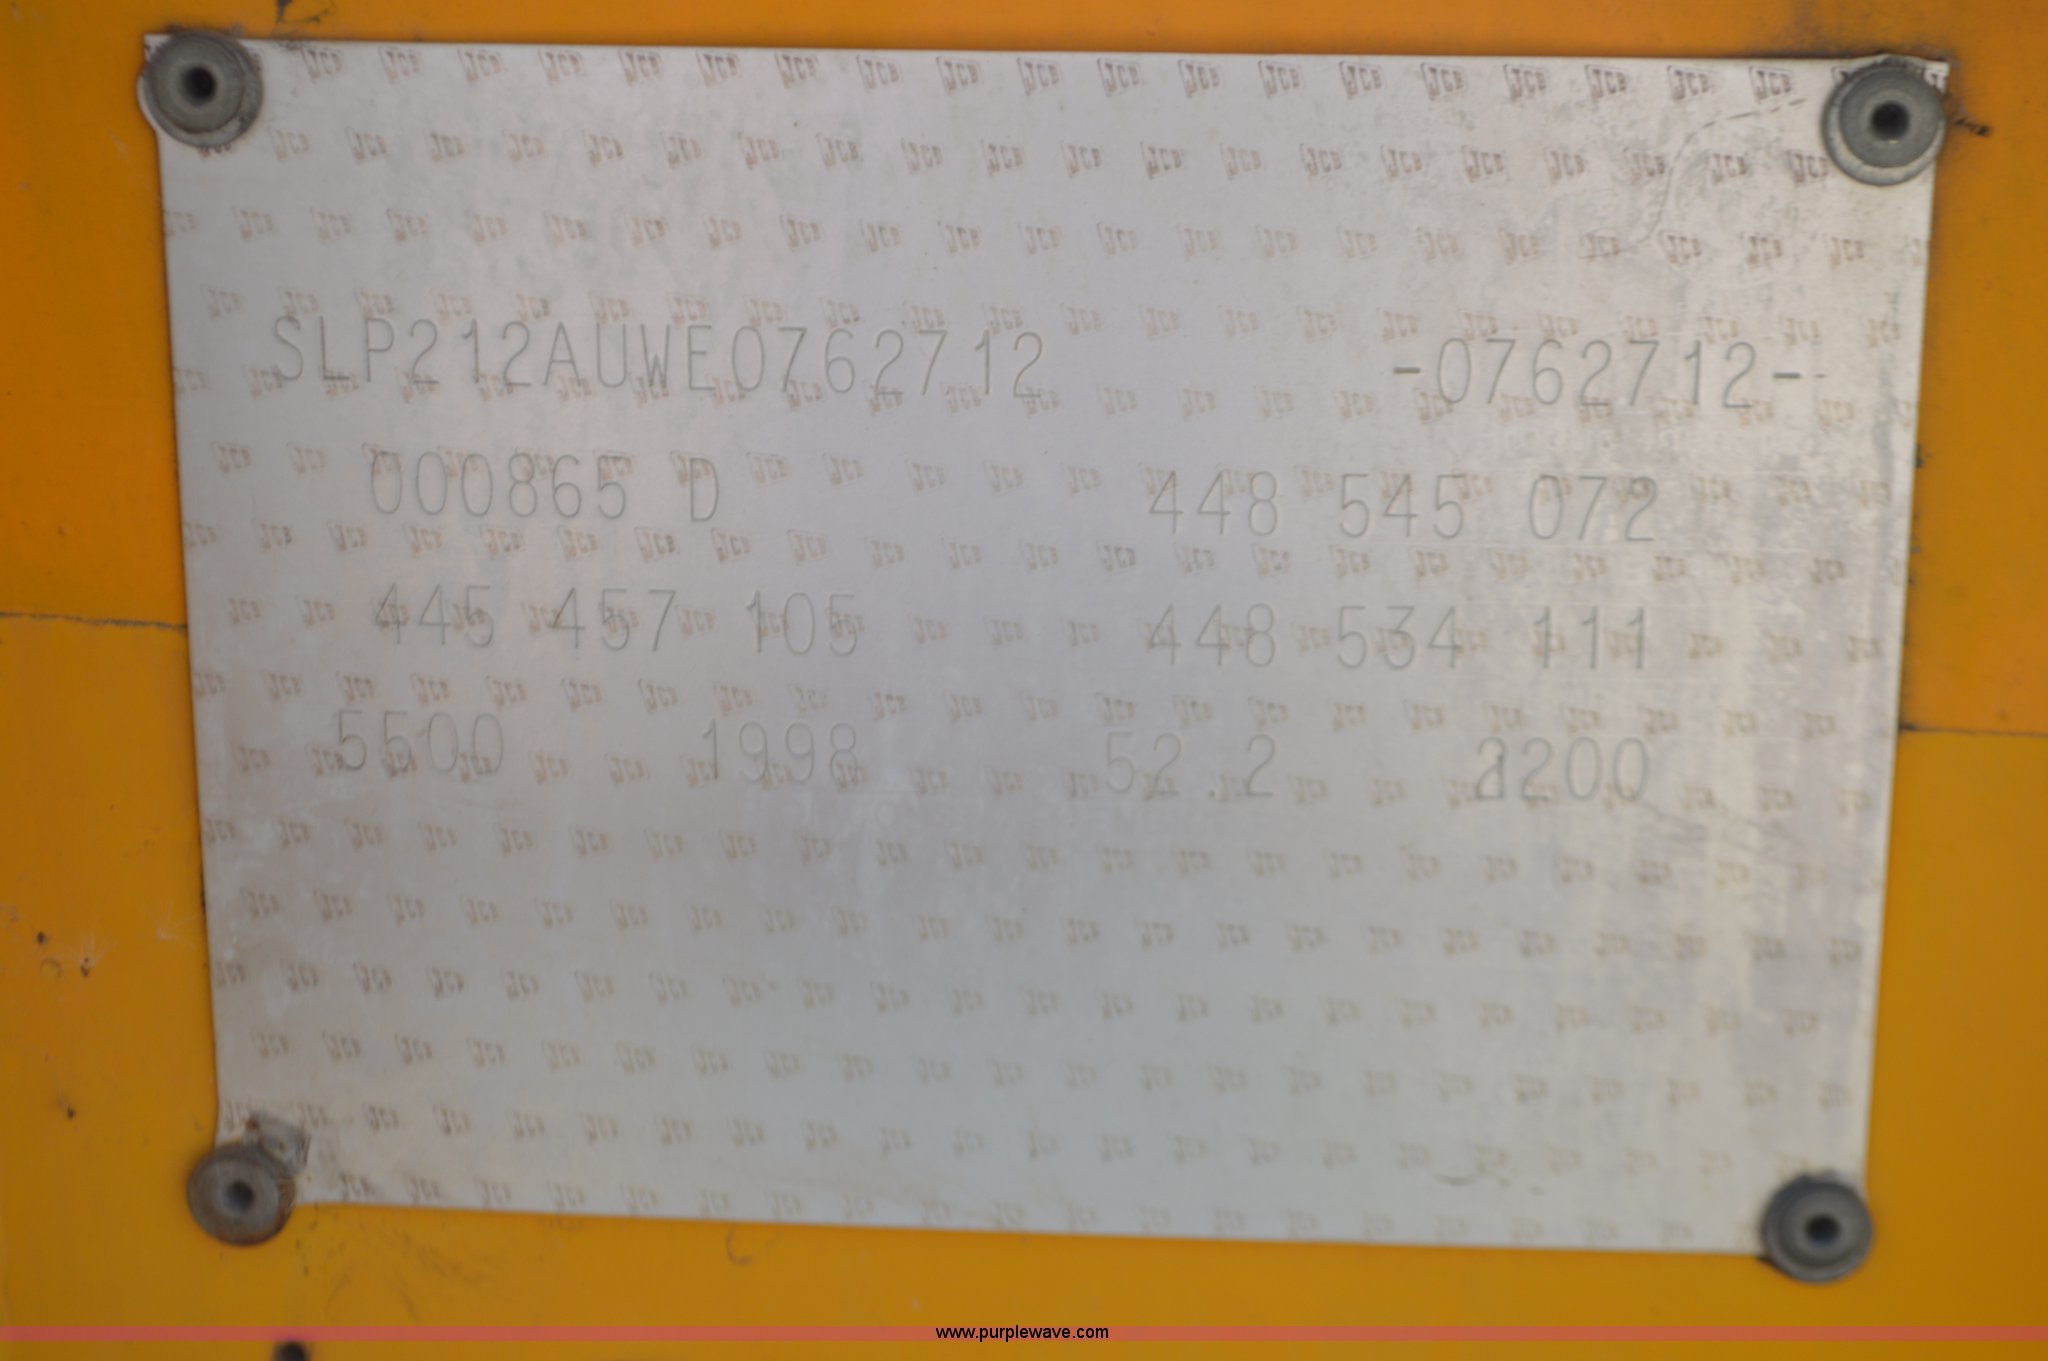 SLP212AUWE0762712 -0762712-
000865 D 448 545 072
445 457 105 448 534 111
5500 1998 52.2 2200
www.purplewave.com